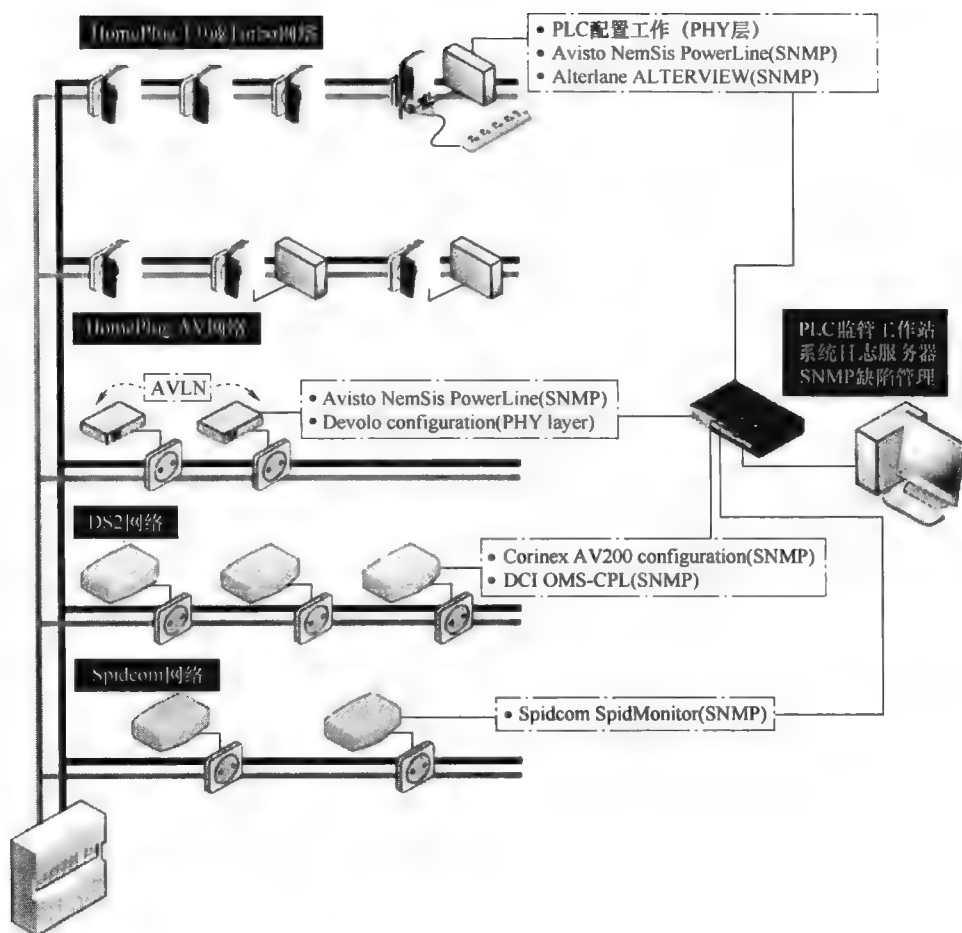 HomePlug 1.0&Turbo网络
• PLC配置工作（PHY层）
• Avisto NemSis PowerLine(SNMP)
• Alterlane ALTERVIEW(SNMP)
HomePlug AV网络
PLC监管工作站
系统日志服务器
SNMP缺陷管理
AVLN
• Avisto NemSis PowerLine(SNMP)
• Devolo configuration(PHY layer)
DS2网络
• Corinex AV200 configuration(SNMP)
• DCI OMS-CPL(SNMP)
Spidcom网络
• Spidcom SpidMonitor(SNMP)